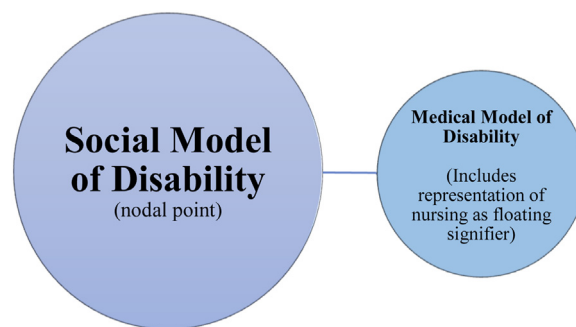 Social Model
of Disability
(nodal point)
Medical Model of
Disability
(Includes
representation of
nursing as floating
signifier)